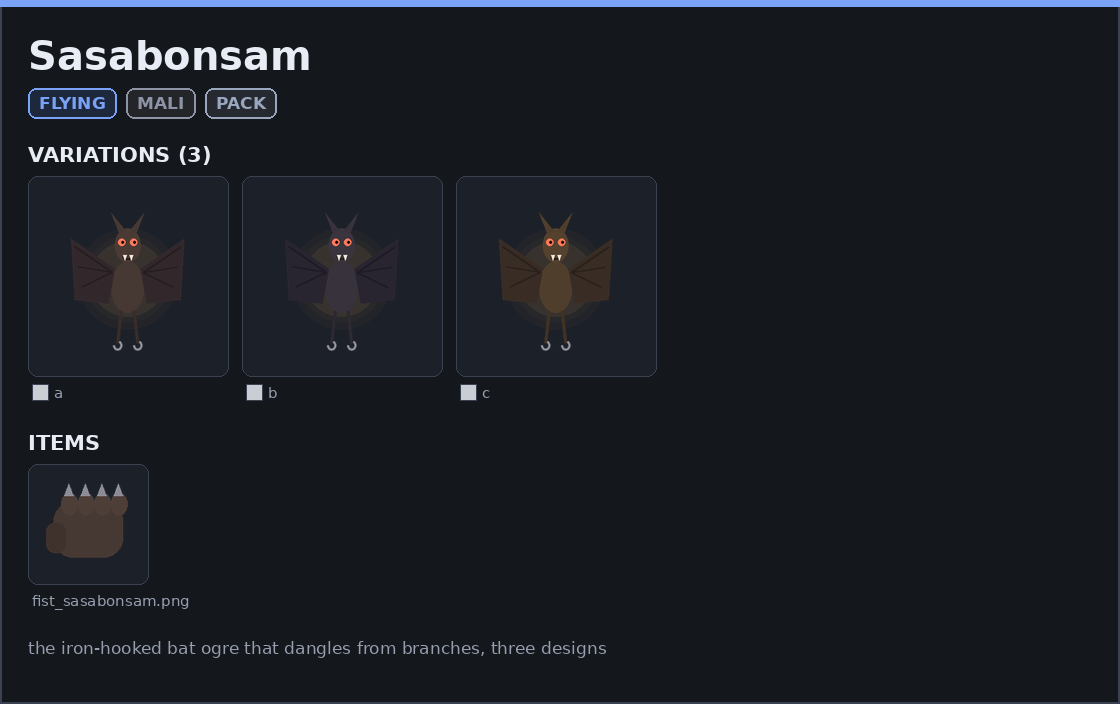 Sasabonsam
FLYING MALI PACK
VARIATIONS (3)
a b c
ITEMS
fist_sasabonsam.png
the iron-hooked bat ogre that dangles from branches, three designs